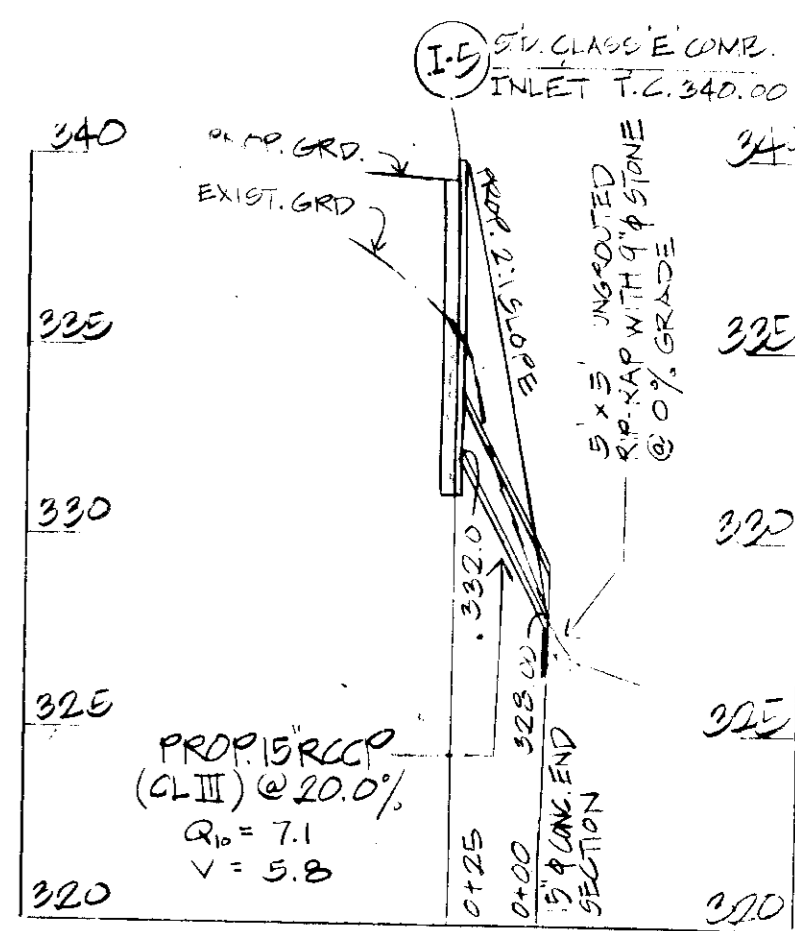 I-5
CLASS 'E' COMB.
INLET T.C. 340.00
340
335
330
325
320
PROP. GRD.
EXIST. GRD
PROP. 2:1 SLOPE
5' x 5' UNGROUTED
RIP-RAP WITH 9" Φ STONE
@ 0% GRADE
332.0
328.00
PROP. 15" RCCP
(CL III) @ 20.0%
Q10 = 7.1
V = 5.8
0+25
0+00
15" Φ CONC. END
SECTION
335
330
325
320